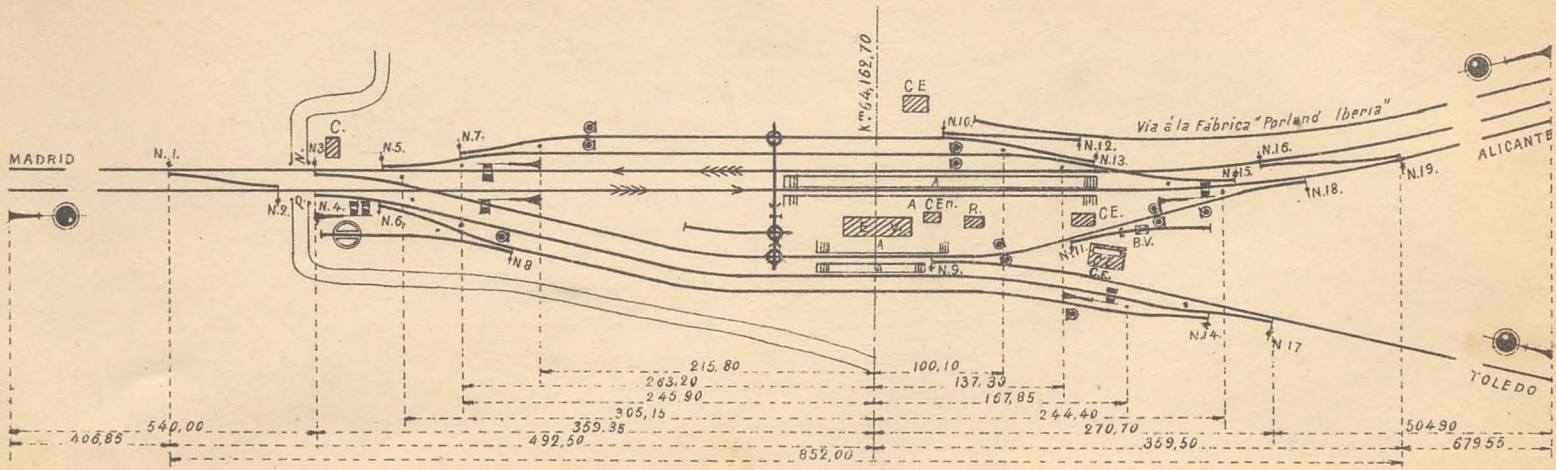 Km 64,162,70
CE
N.10.
Via á la Fábrica "Porland Iberia"
C.
N.12.
MADRID
N.1.
N.
N3
N.5.
N.7.
N.13.
N.16.
ALICANTE
N.15.
N.19.
N.18.
N.2.
P.
N.4.
N.6.
A
A CEn.
R.
CE.
E V
N.8
A
A
N.9.
N.11.
B.V.
C.E.
N.14.
N.17
TOLEDO
215.80
100,10
263,20
137,30
245,90
167,85
305,15
244,40
540,00
359,35
270,70
504,90
406,85
492,50
359,50
679 55
852,00